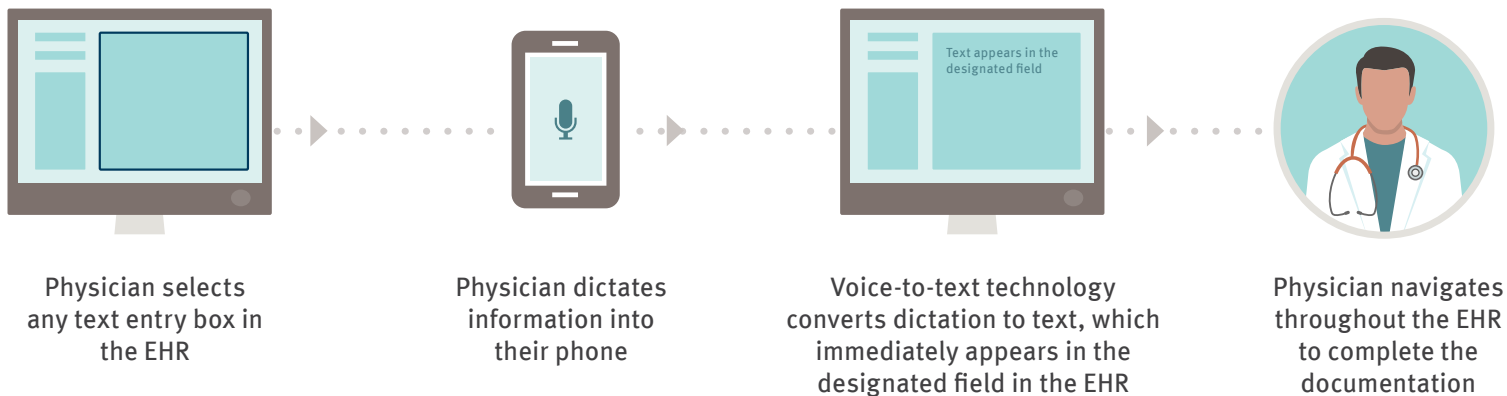 Text appears in the
designated field
Physician selects
any text entry box in
the EHR
Physician dictates
information into
their phone
Voice-to-text technology
converts dictation to text, which
immediately appears in the
designated field in the EHR
Physician navigates
throughout the EHR
to complete the
documentation